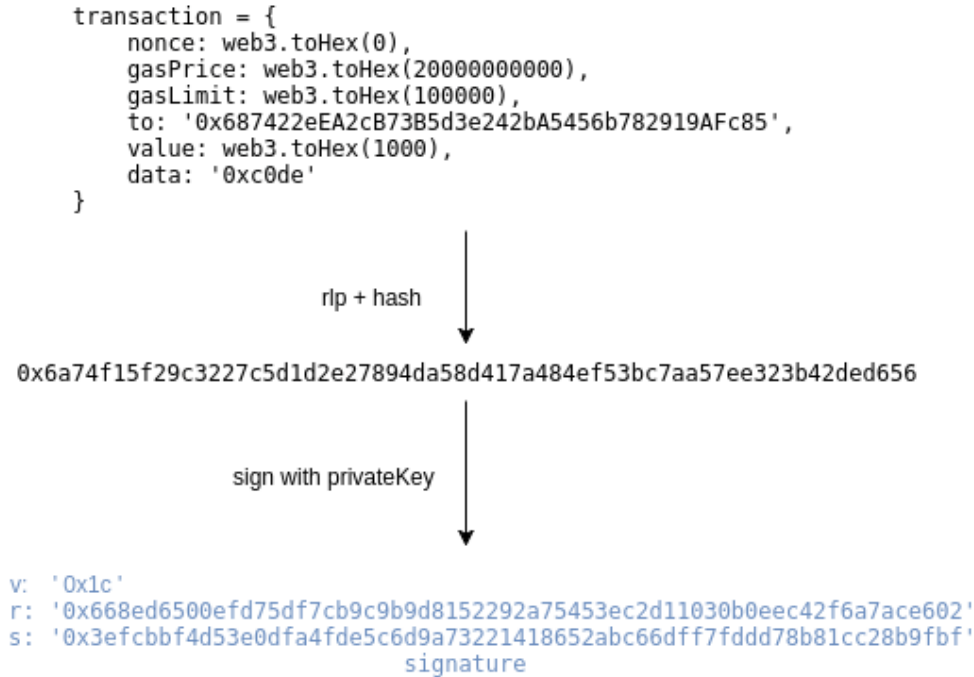 transaction = {
nonce: web3.toHex(0),
gasPrice: web3.toHex(20000000000),
gasLimit: web3.toHex(100000),
to: '0x687422eEA2cB73B5d3e242bA5456b782919AFc85',
value: web3.toHex(1000),
data: '0xc0de'
}
rlp + hash
0x6a74f15f29c3227c5d1d2e27894da58d417a484ef53bc7aa57ee323b42ded656
sign with privateKey
v: '0x1c'
r: '0x668ed6500efd75df7cb9c9b9d8152292a75453ec2d11030b0eec42f6a7ace602'
s: '0x3efcbbf4d53e0dfa4fde5c6d9a73221418652abc66dff7fddd78b81cc28b9fbf'
signature